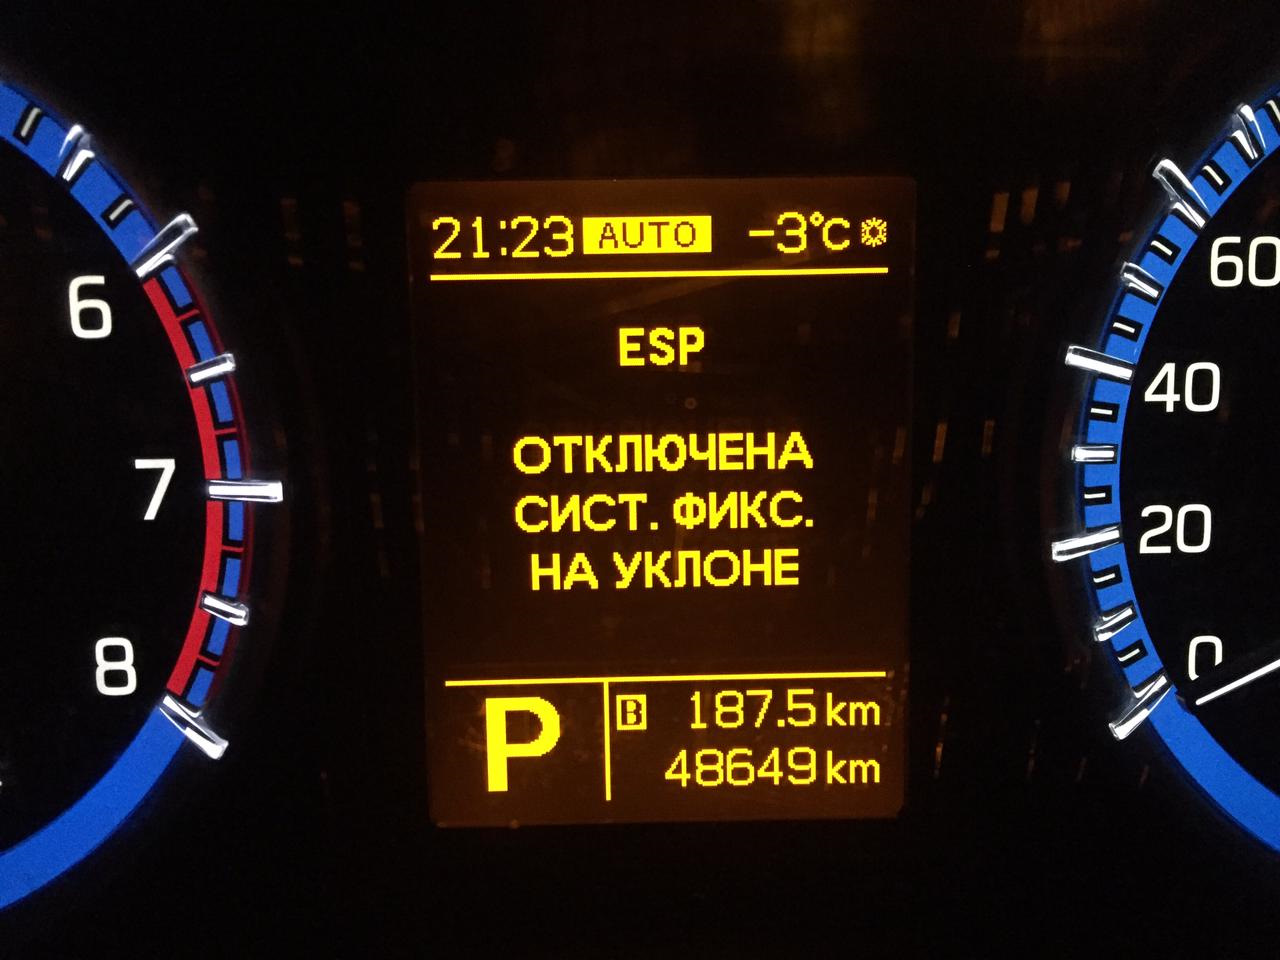 21:23 AUTO -3°C
ESP
ОТКЛЮЧЕНА
СИСТ. ФИКС.
НА УКЛОНЕ
P B 187.5 km
48649 km
6
7
8
60
40
20
0